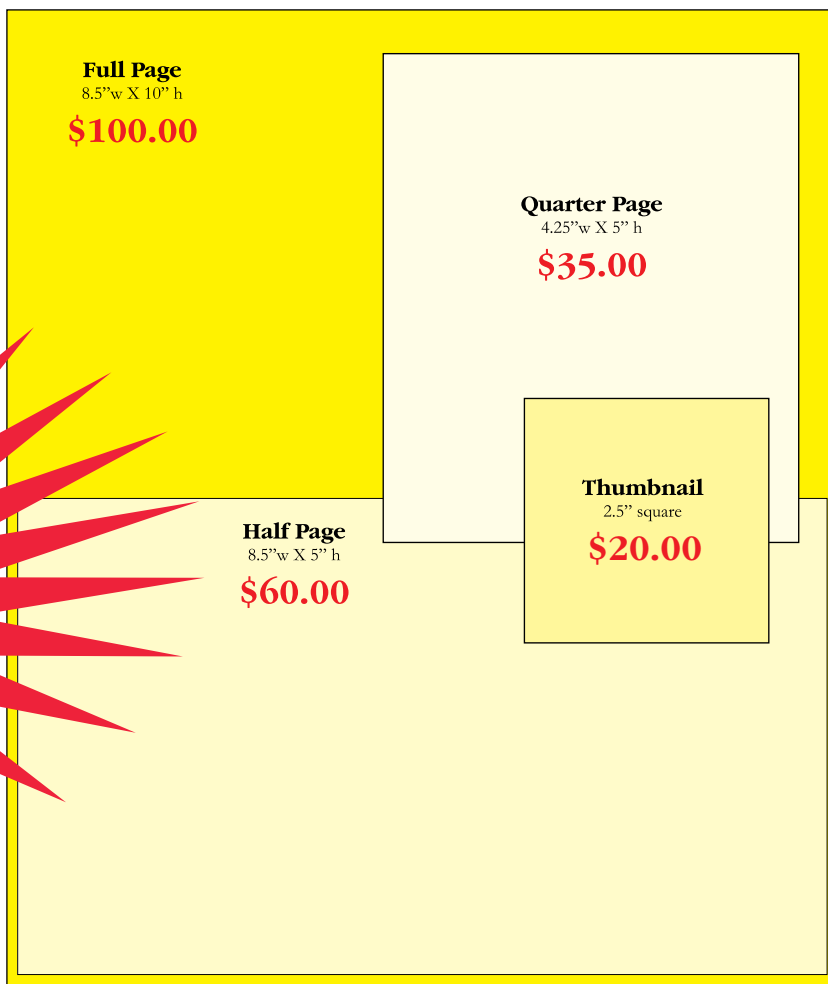 Full Page
8.5”w X 10” h
$100.00
Quarter Page
4.25”w X 5” h
$35.00
Thumbnail
2.5” square
$20.00
Half Page
8.5”w X 5” h
$60.00